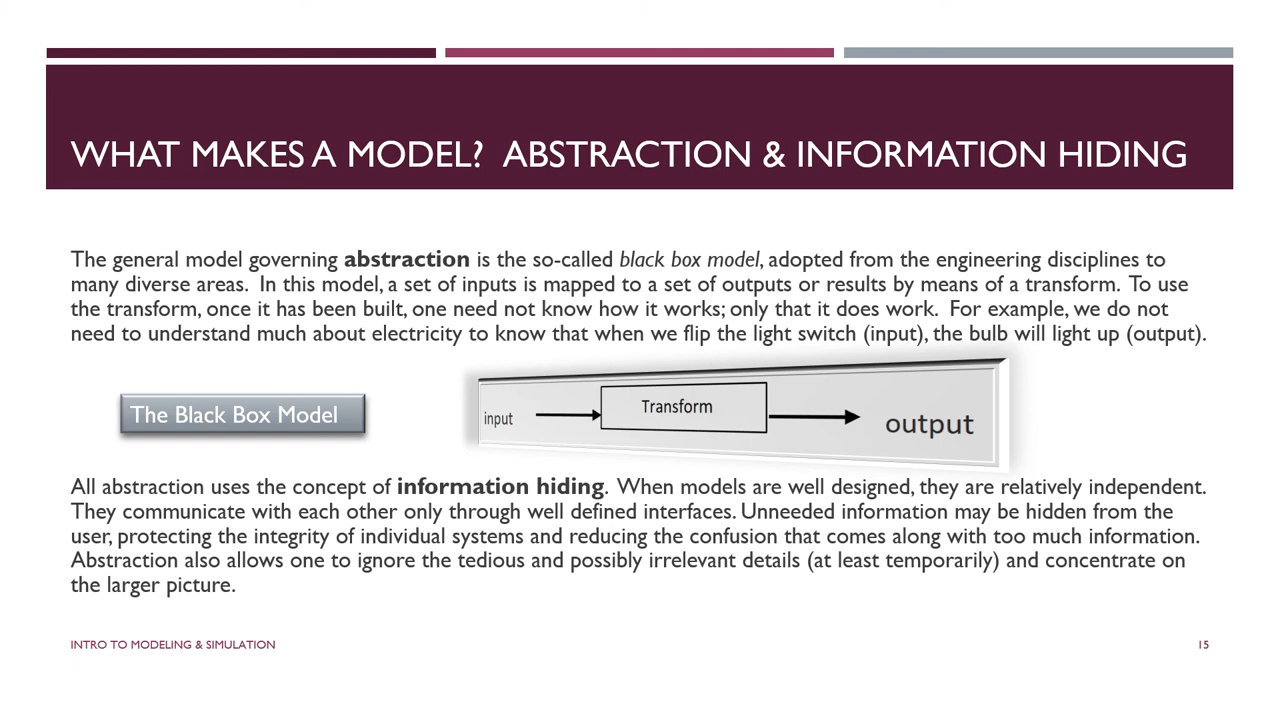 WHAT MAKES A MODEL? ABSTRACTION & INFORMATION HIDING
The general model governing abstraction is the so-called black box model, adopted from the engineering disciplines to
many diverse areas. In this model, a set of inputs is mapped to a set of outputs or results by means of a transform. To use
the transform, once it has been built, one need not know how it works; only that it does work. For example, we do not
need to understand much about electricity to know that when we flip the light switch (input), the bulb will light up (output).
The Black Box Model
input
Transform
output
All abstraction uses the concept of information hiding. When models are well designed, they are relatively independent.
They communicate with each other only through well defined interfaces. Unneeded information may be hidden from the
user, protecting the integrity of individual systems and reducing the confusion that comes along with too much information.
Abstraction also allows one to ignore the tedious and possibly irrelevant details (at least temporarily) and concentrate on
the larger picture.
INTRO TO MODELING & SIMULATION
15